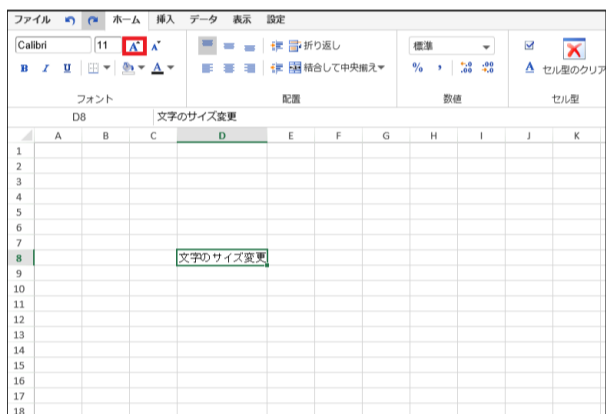 ファイル ホーム 挿入 データ 表示 設定
Calibri 11 A A 折り返し 標準
B I U A 結合して中央揃え % , .00 .00 A セル型のクリア
フォント 配置 数値 セル型
D8 文字のサイズ変更
A B C D E F G H I J K
1
2
3
4
5
6
7
8 文字のサイズ変更
9
10
11
12
13
14
15
16
17
18